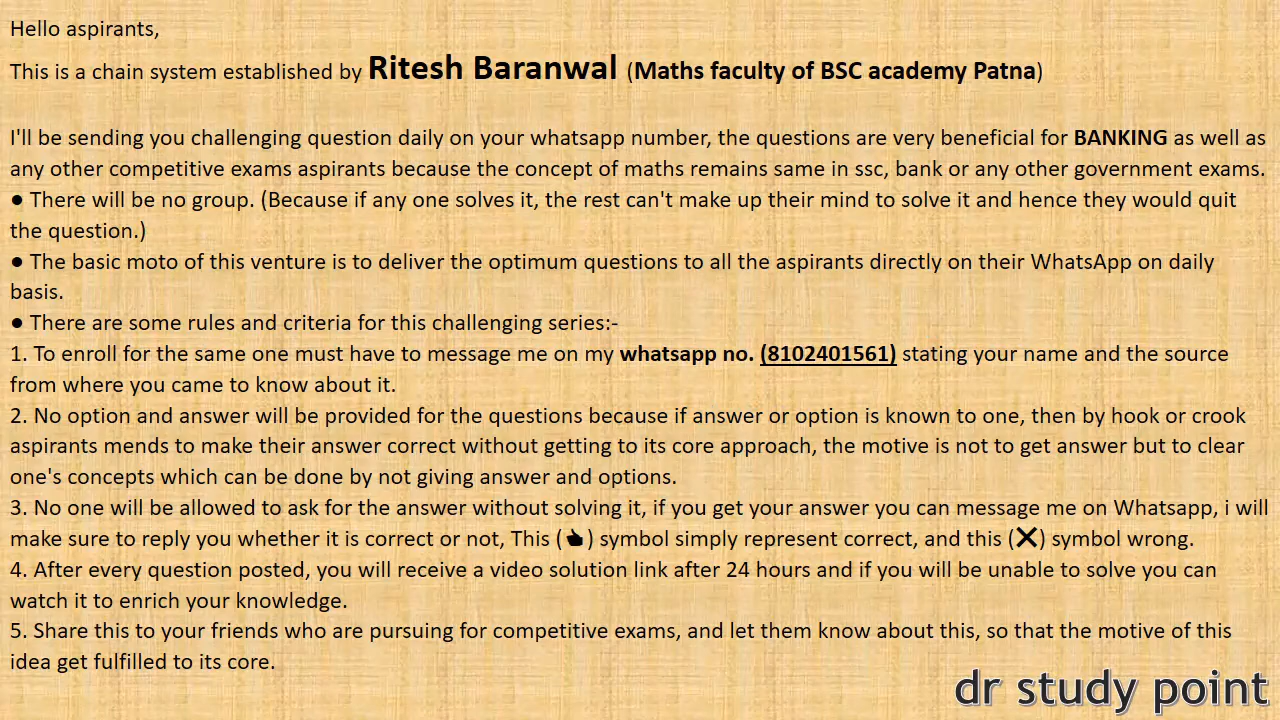 Hello aspirants,
This is a chain system established by Ritesh Baranwal (Maths faculty of BSC academy Patna)
I'll be sending you challenging question daily on your whatsapp number, the questions are very beneficial for BANKING as well as
any other competitive exams aspirants because the concept of maths remains same in ssc, bank or any other government exams.
● There will be no group. (Because if any one solves it, the rest can't make up their mind to solve it and hence they would quit
the question.)
● The basic moto of this venture is to deliver the optimum questions to all the aspirants directly on their WhatsApp on daily
basis.
● There are some rules and criteria for this challenging series:-
1. To enroll for the same one must have to message me on my whatsapp no. (8102401561) stating your name and the source
from where you came to know about it.
2. No option and answer will be provided for the questions because if answer or option is known to one, then by hook or crook
aspirants mends to make their answer correct without getting to its core approach, the motive is not to get answer but to clear
one's concepts which can be done by not giving answer and options.
3. No one will be allowed to ask for the answer without solving it, if you get your answer you can message me on Whatsapp, i will
make sure to reply you whether it is correct or not, This (👍) symbol simply represent correct, and this (❌) symbol wrong.
4. After every question posted, you will receive a video solution link after 24 hours and if you will be unable to solve you can
watch it to enrich your knowledge.
5. Share this to your friends who are pursuing for competitive exams, and let them know about this, so that the motive of this
idea get fulfilled to its core.
dr study point